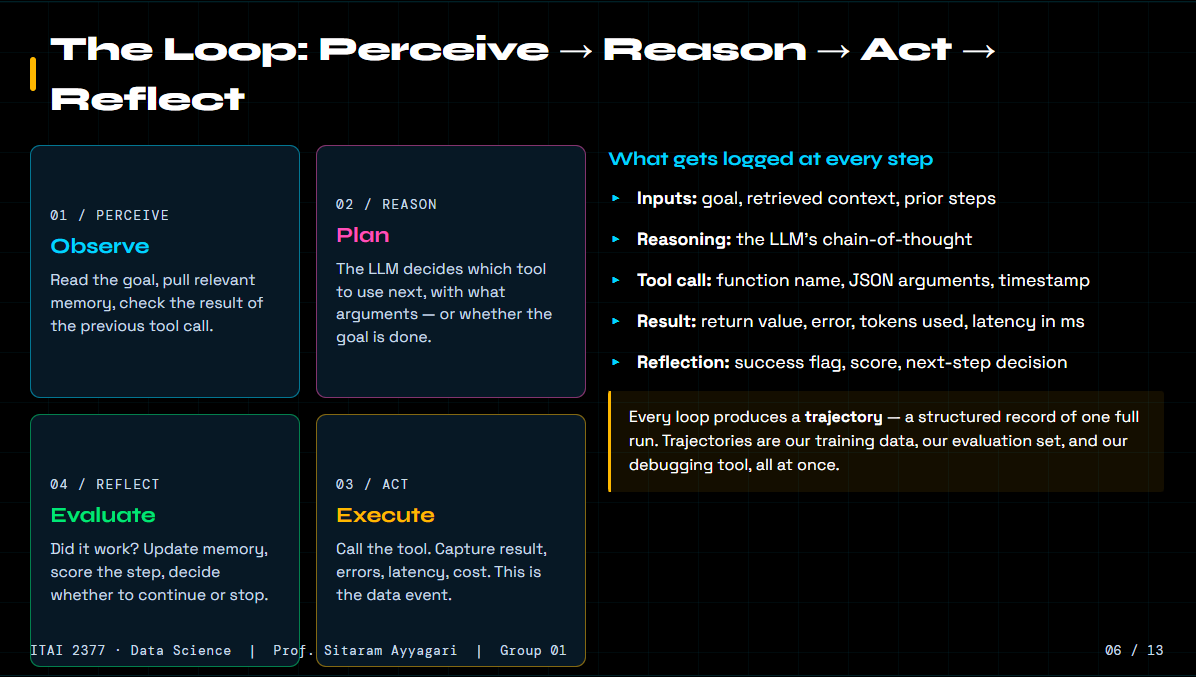 The Loop: Perceive → Reason → Act →
Reflect
01 / PERCEIVE
Observe
Read the goal, pull relevant
memory, check the result of
the previous tool call.
02 / REASON
Plan
The LLM decides which tool
to use next, with what
arguments — or whether the
goal is done.
04 / REFLECT
Evaluate
Did it work? Update memory,
score the step, decide
whether to continue or stop.
03 / ACT
Execute
Call the tool. Capture result,
errors, latency, cost. This is
the data event.
What gets logged at every step
▸ Inputs: goal, retrieved context, prior steps
▸ Reasoning: the LLM's chain-of-thought
▸ Tool call: function name, JSON arguments, timestamp
▸ Result: return value, error, tokens used, latency in ms
▸ Reflection: success flag, score, next-step decision
Every loop produces a trajectory — a structured record of one full
run. Trajectories are our training data, our evaluation set, and our
debugging tool, all at once.
ITAI 2377 · Data Science | Prof. Sitaram Ayyagari | Group 01
06 / 13